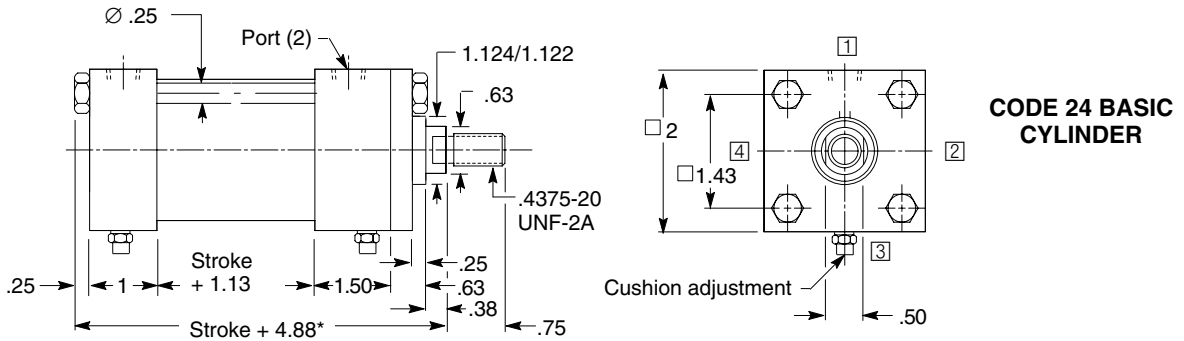 Ø .25
Port (2)
1.124/1.122
.63
.4375-20
UNF-2A
.25
1
Stroke
+ 1.13
1.50
.25
.63
.38
Stroke + 4.88*
.75
1
□ 2
4
2
□ 1.43
3
Cushion adjustment
.50
CODE 24 BASIC
CYLINDER